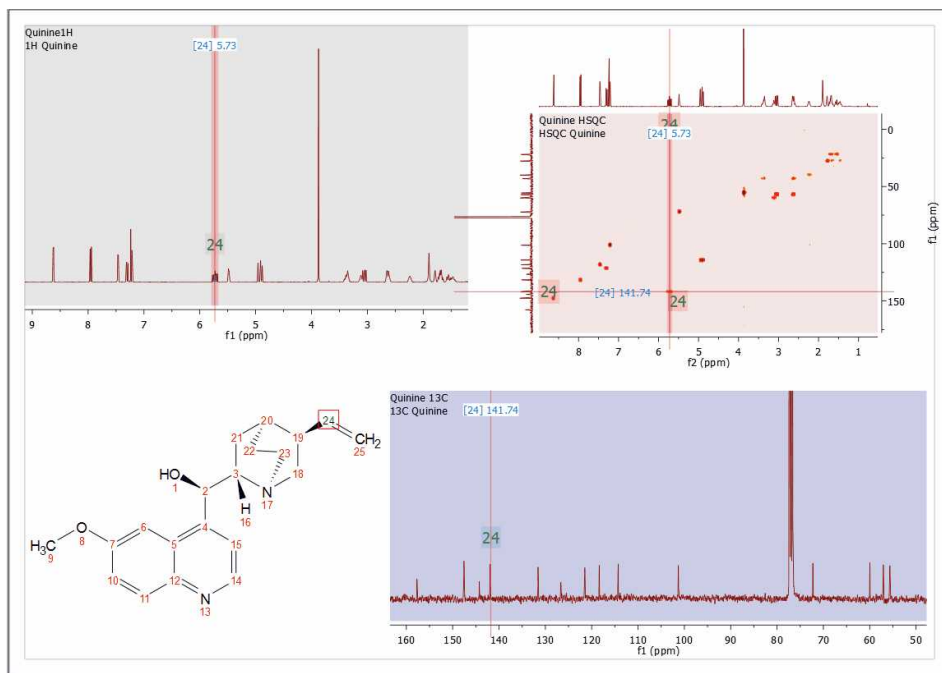 Quinine1H
1H Quinine
[24] 5.73
24
9 8 7 6 5 4 3 2
f1 (ppm)
Quinine HSQC
HSQC Quinine
24
[24] 5.73
24
[24] 141.74
24
0
50
100
150
f1 (ppm)
8 7 6 5 4 3 2 1
f2 (ppm)
20
24
21
22
19
CH2
25
23
3
18
HO
1
2
N
17
H
16
O
8
H3C
9
6
4
7
5
15
10
12
14
11
N
13
Quinine 13C
13C Quinine
[24] 141.74
24
160 150 140 130 120 110 100 90 80 70 60 50
f1 (ppm)